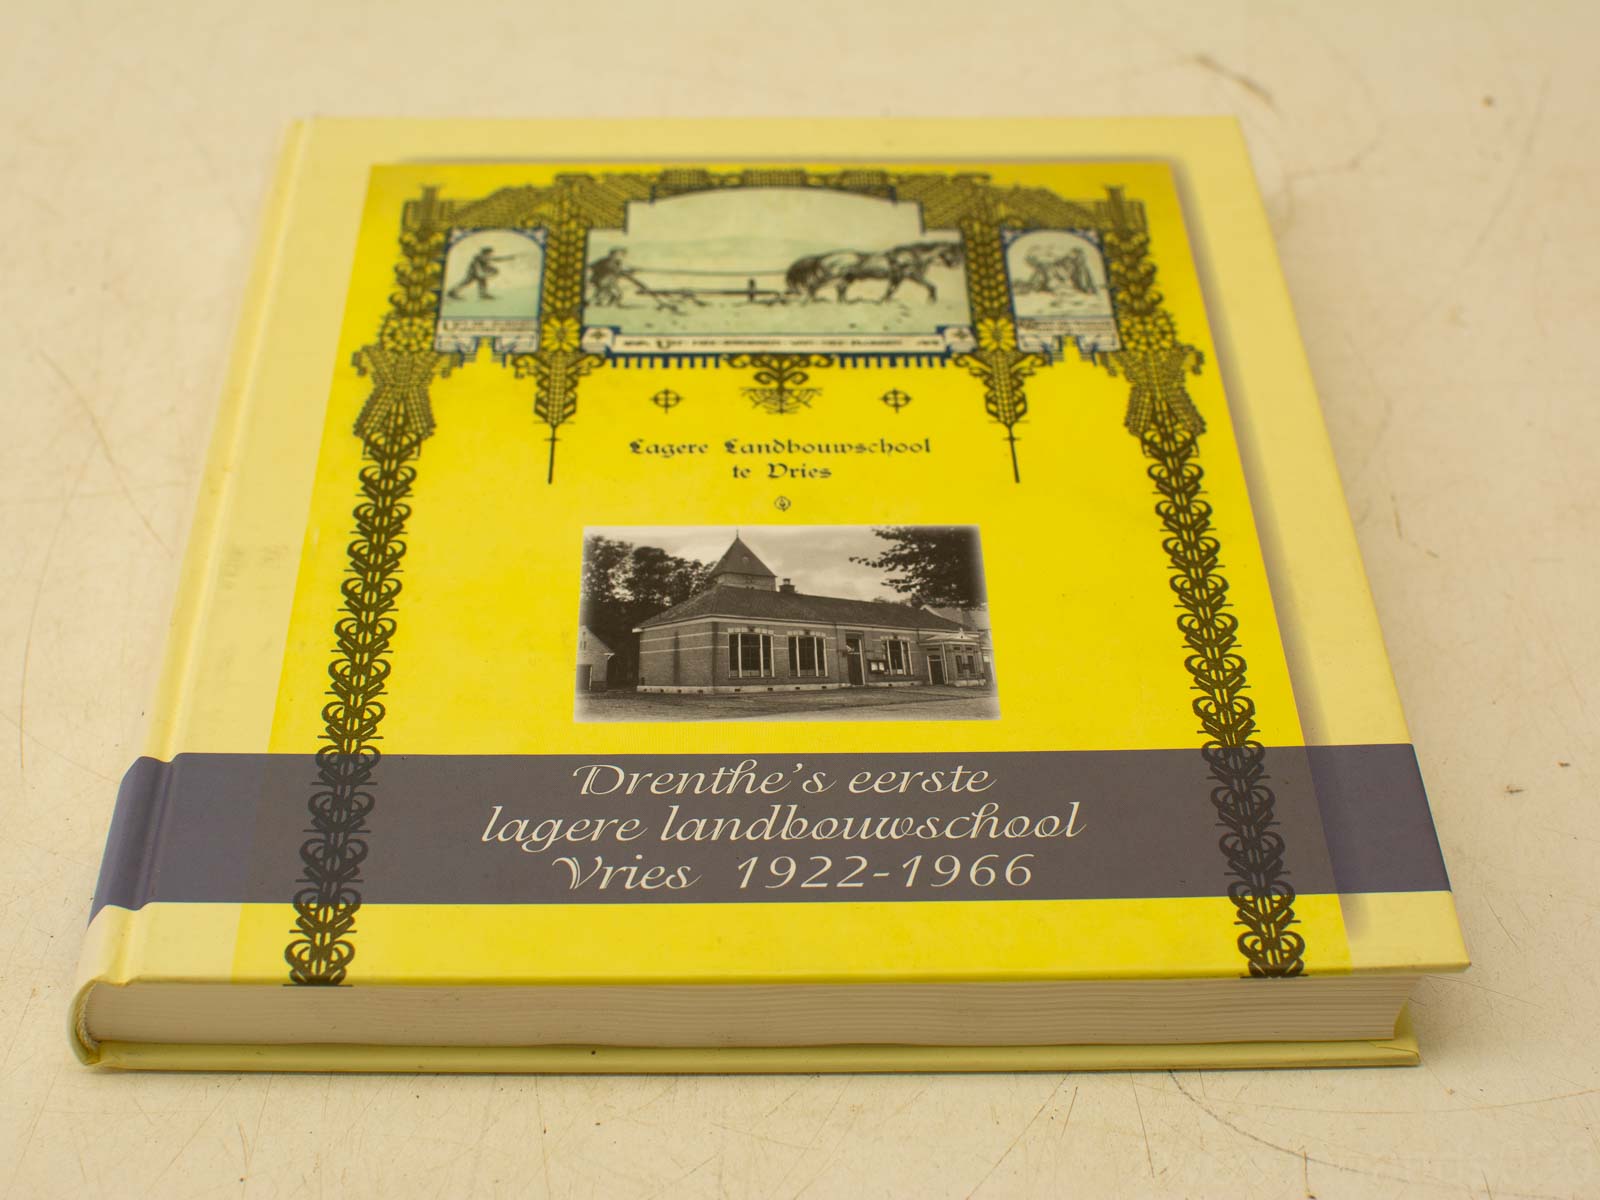 Lagere Landbouwschool
te Vries
Drenthe's eerste
lagere landbouwschool
Vries 1922-1966